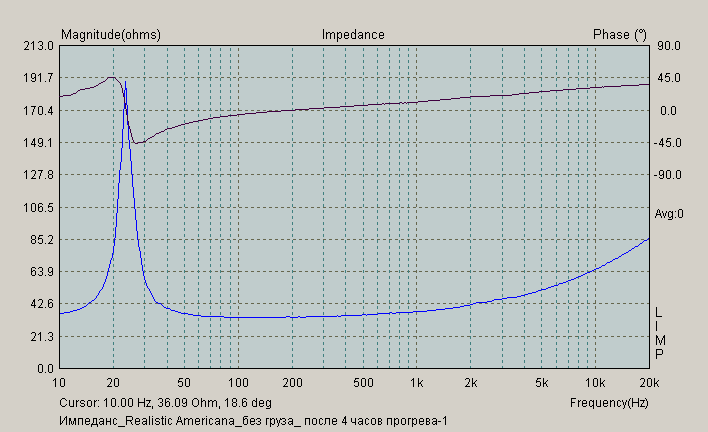 Magnitude(ohms) Impedance Phase (º)
213.0 90.0
191.7 45.0
170.4 0.0
149.1 -45.0
127.8 -90.0
106.5
Avg:0
85.2
63.9
42.6
21.3
0.0
LIMP
10 20 50 100 200 500 1k 2k 5k 10k 20k
Cursor: 10.00 Hz, 36.09 Ohm, 18.6 deg Frequency(Hz)
Импеданс_Realistic Americana_без груза_ после 4 часов прогрева-1